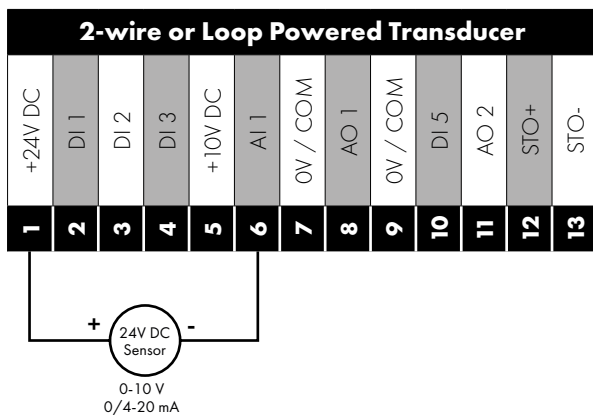 2-wire or Loop Powered Transducer
+24V DC
DI 1
DI 2
DI 3
+10V DC
AI 1
0V / COM
AO 1
0V / COM
DI 5
AO 2
STO+
STO-
1 2 3 4 5 6 7 8 9 10 11 12 13
+ -
24V DC
Sensor
0-10 V
0/4-20 mA